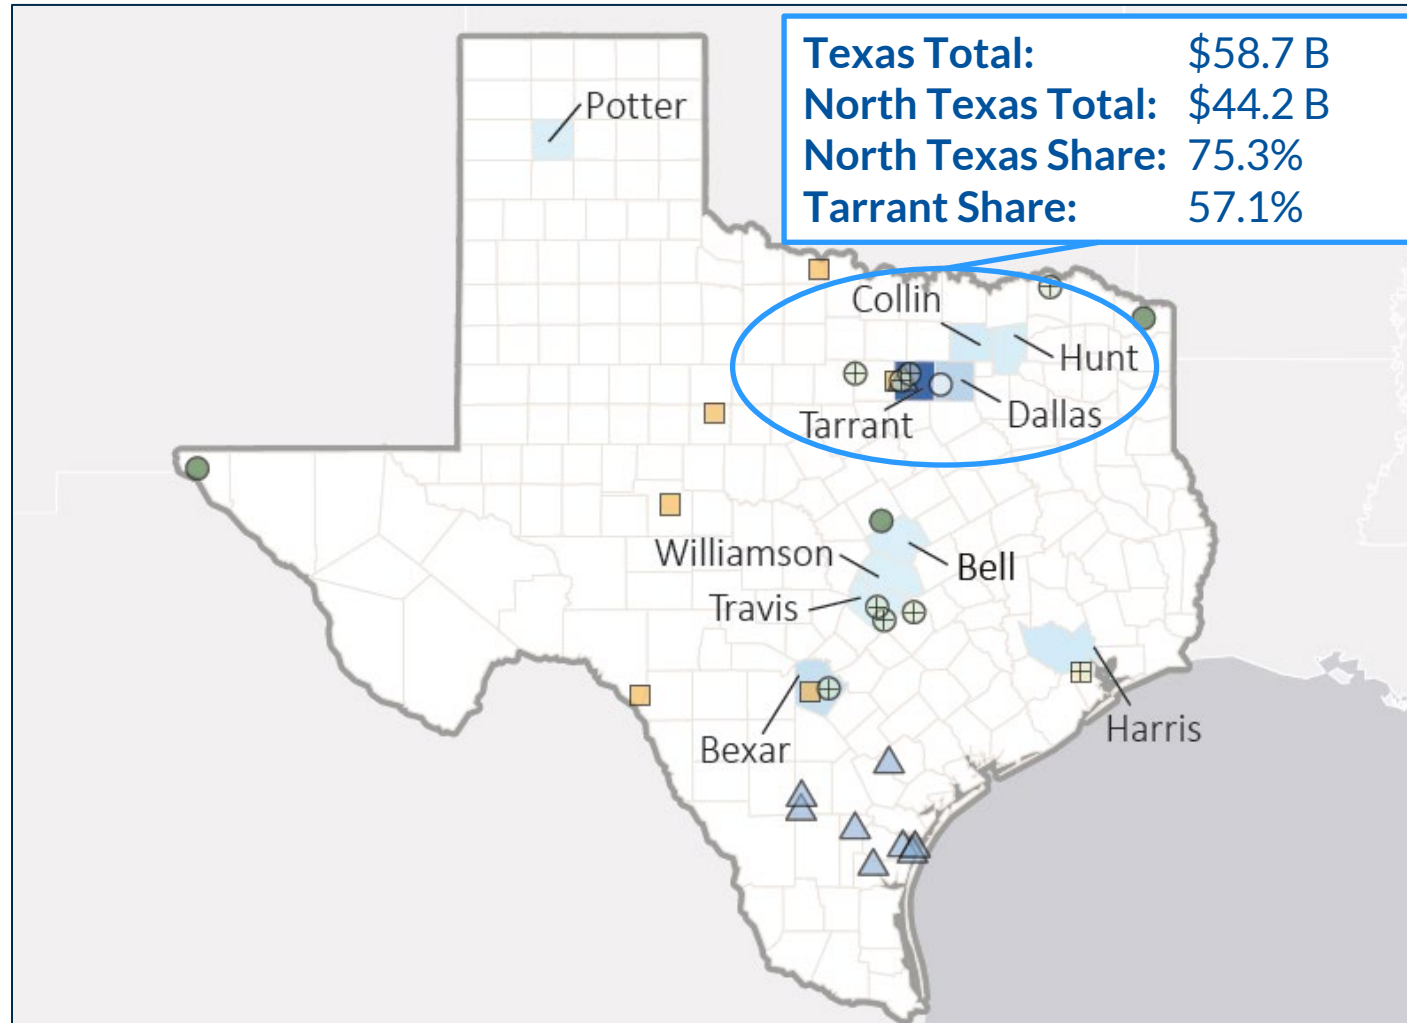 Texas Total: $58.7 B
North Texas Total: $44.2 B
North Texas Share: 75.3%
Tarrant Share: 57.1%
Potter
Collin
Hunt
Tarrant
Dallas
Williamson
Bell
Travis
Bexar
Harris